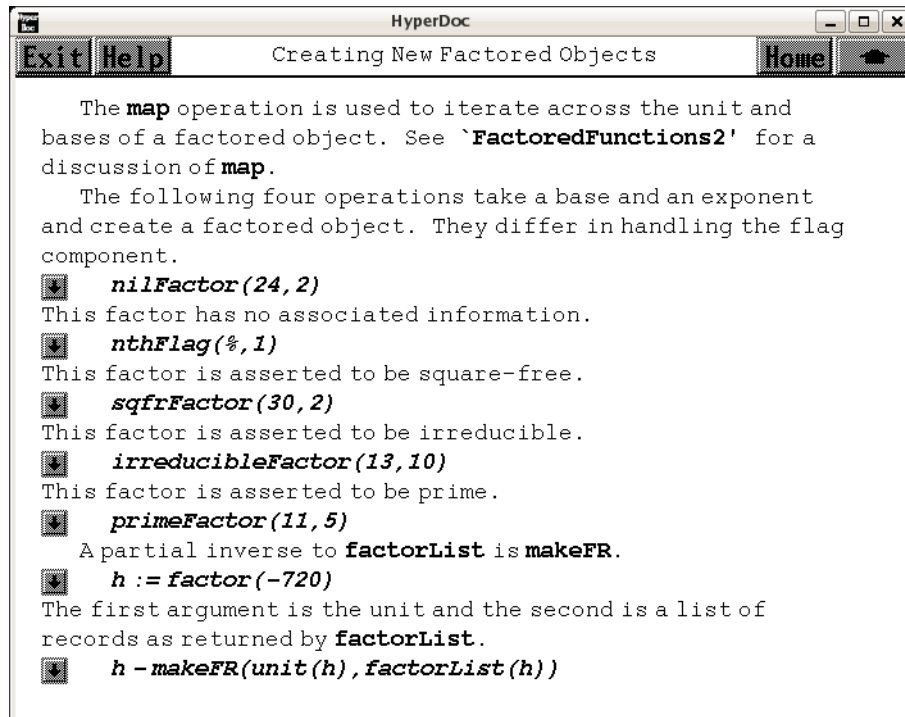 Hyper Doc HyperDoc
Exit Help Creating New Factored Objects Home
The map operation is used to iterate across the unit and
bases of a factored object. See `FactoredFunctions2' for a
discussion of map.
The following four operations take a base and an exponent
and create a factored object. They differ in handling the flag
component.
nilFactor(24,2)
This factor has no associated information.
nthFlag(%,1)
This factor is asserted to be square-free.
sqfrFactor(30,2)
This factor is asserted to be irreducible.
irreducibleFactor(13,10)
This factor is asserted to be prime.
primeFactor(11,5)
A partial inverse to factorList is makeFR.
h := factor(-720)
The first argument is the unit and the second is a list of
records as returned by factorList.
h - makeFR(unit(h),factorList(h))